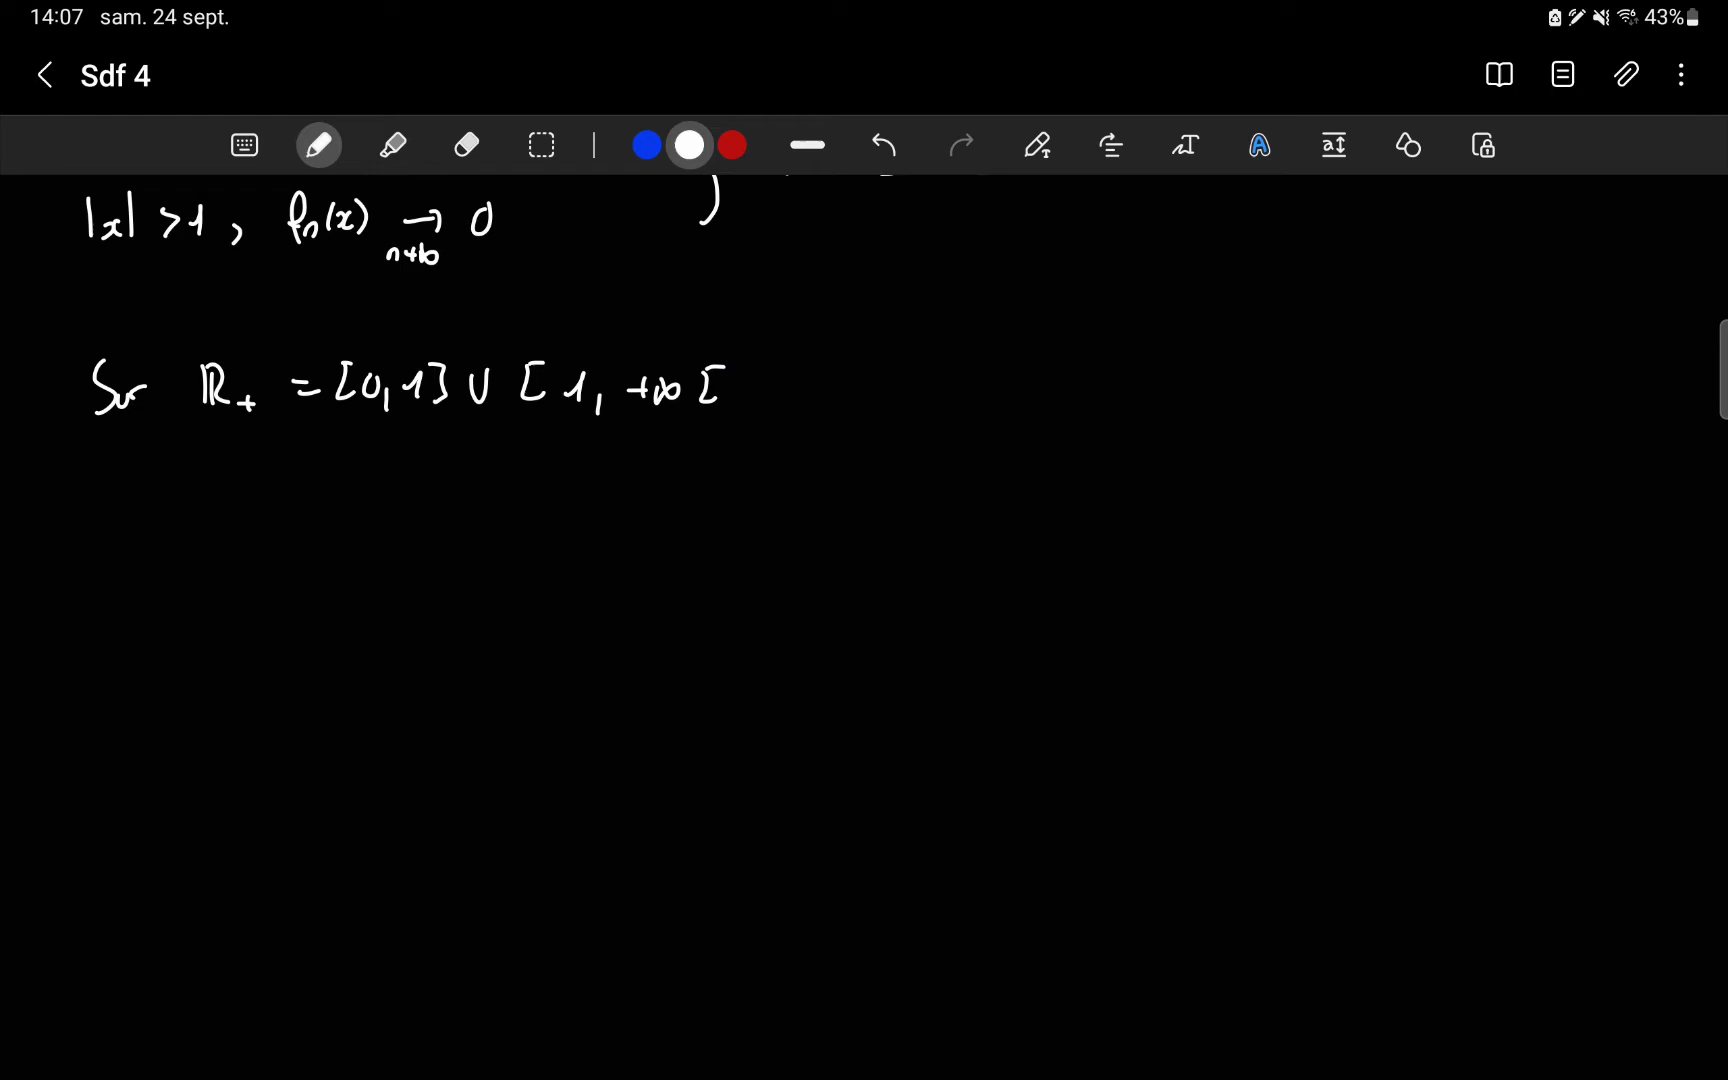 14:07 sam. 24 sept. 43%
Sdf 4
|x| > 1, fn(x) → 0
n+∞
Sur ℝ+ = [0,1] ∪ [1, +∞[